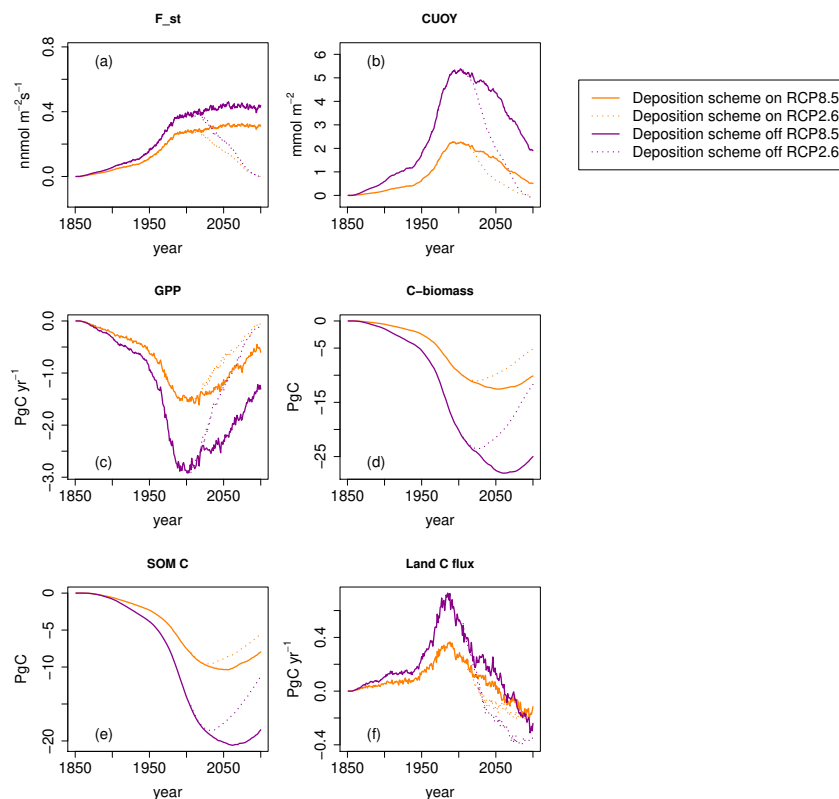 F_st
(a)
nnmol m⁻²s⁻¹
0.0 0.4 0.8
1850 1950 2050
year
CUOY
(b)
mmol m⁻²
0 1 2 3 4 5 6
1850 1950 2050
year
Deposition scheme on RCP8.5
Deposition scheme on RCP2.6
Deposition scheme off RCP8.5
Deposition scheme off RCP2.6
GPP
(c)
PgC yr⁻¹
−3.0 −2.0 −1.0 0.0
1850 1950 2050
year
C−biomass
(d)
PgC
−25 −15 −5 0
1850 1950 2050
year
SOM C
(e)
PgC
−20 −10 −5 0
1850 1950 2050
year
Land C flux
(f)
PgC yr⁻¹
−0.4 0.0 0.4
1850 1950 2050
year